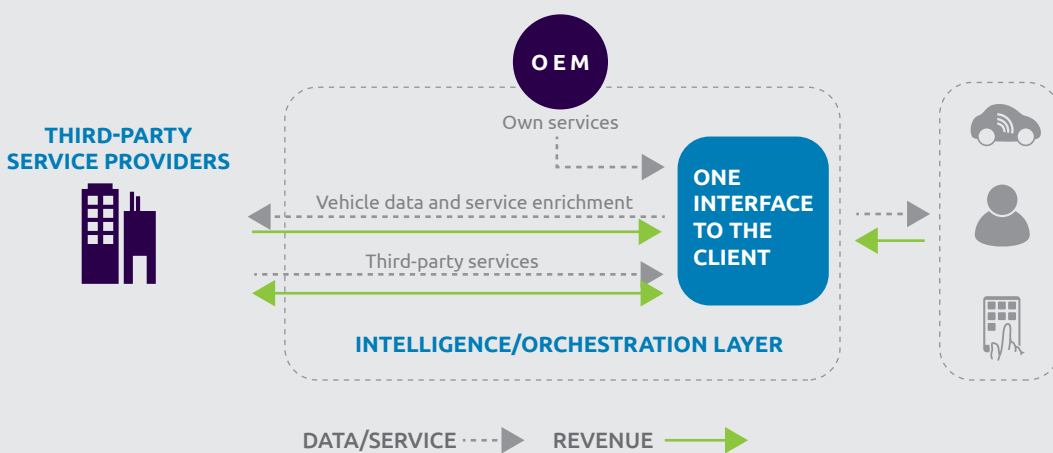 OEM
Own services
THIRD-PARTY
SERVICE PROVIDERS
ONE
INTERFACE
TO THE
CLIENT
Vehicle data and service enrichment
Third-party services
INTELLIGENCE/ORCHESTRATION LAYER
DATA/SERVICE
REVENUE